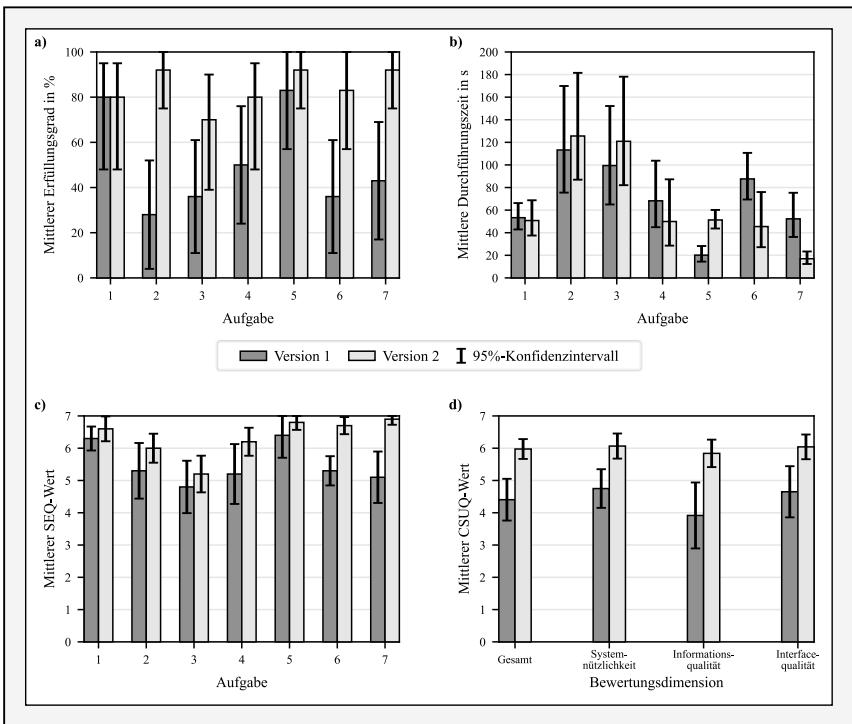 a)
Mittlerer Erfüllungsgrad in %
100
80
60
40
20
0
1 2 3 4 5 6 7
Aufgabe
b)
Mittlere Durchführungszeit in s
200
180
160
140
120
100
80
60
40
20
0
1 2 3 4 5 6 7
Aufgabe
Version 1 Version 2 95%-Konfidenzintervall
c)
Mittlerer SEQ-Wert
7
6
5
4
3
2
1
0
1 2 3 4 5 6 7
Aufgabe
d)
Mittlerer CSUQ-Wert
7
6
5
4
3
2
1
0
Gesamt
System-
nützlichkeit
Informations-
qualität
Interface-
qualität
Bewertungsdimension